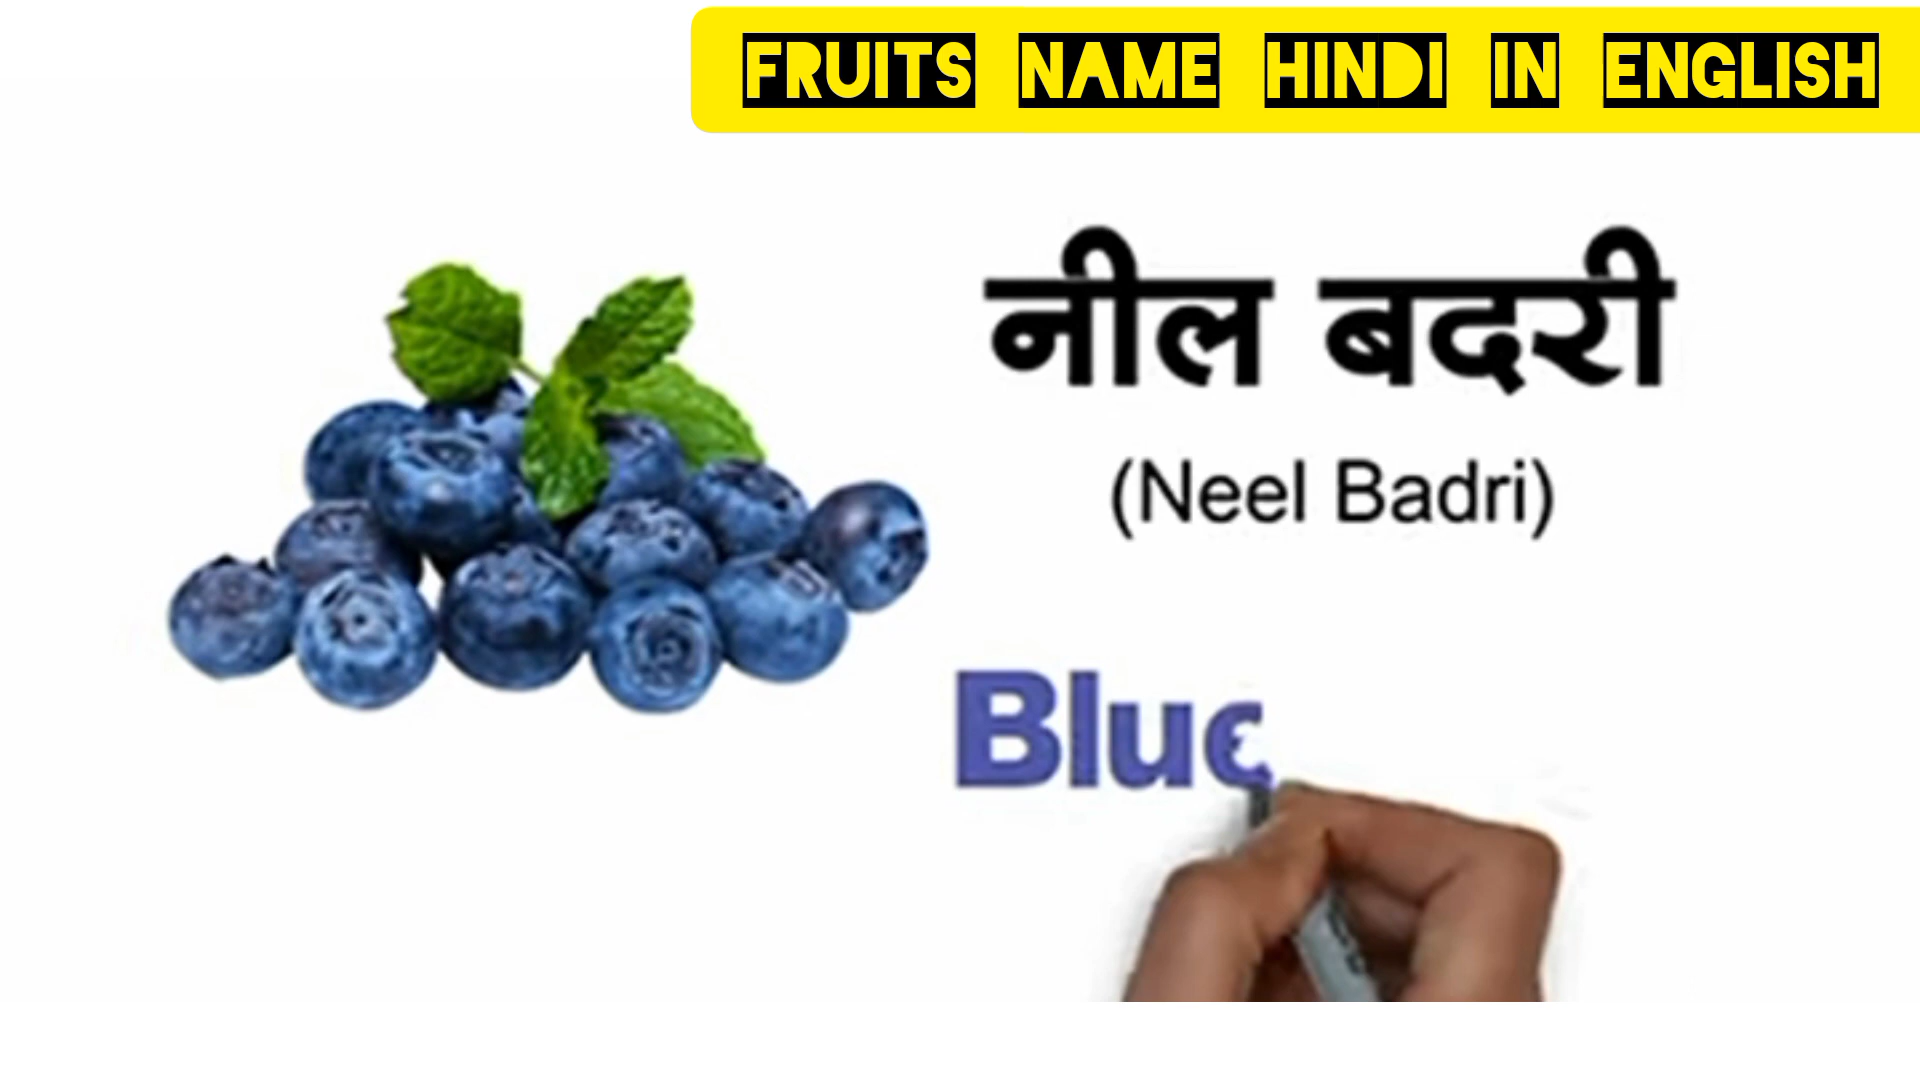 FRUITS NAME HINDI IN ENGLISH
नील बदरी
(Neel Badri)
Blue